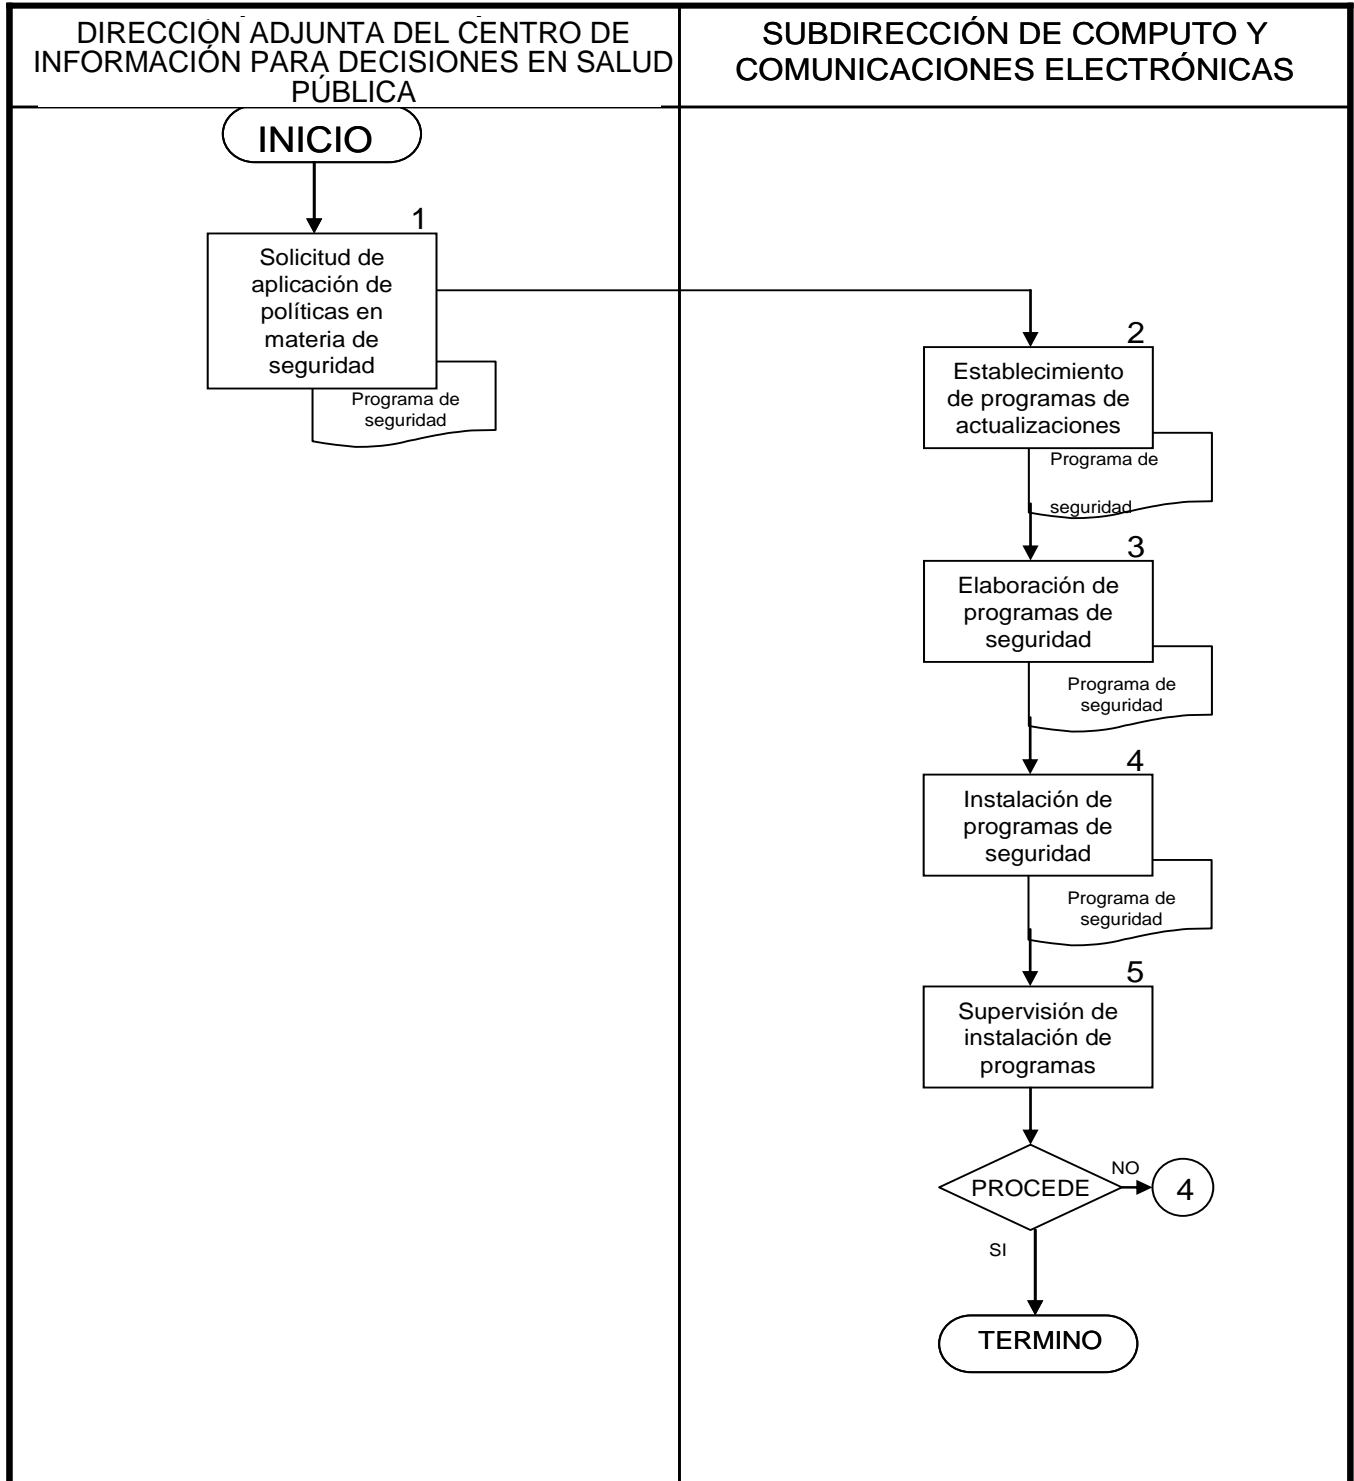 DIRECCIÓN ADJUNTA DEL CENTRO DE
INFORMACIÓN PARA DECISIONES EN SALUD
PÚBLICA
SUBDIRECCIÓN DE COMPUTO Y
COMUNICACIONES ELECTRÓNICAS
INICIO
1
Solicitud de
aplicación de
políticas en
materia de
seguridad
Programa de
seguridad
2
Establecimiento
de programas de
actualizaciones
Programa de
seguridad
3
Elaboración de
programas de
seguridad
Programa de
seguridad
4
Instalación de
programas de
seguridad
Programa de
seguridad
5
Supervisión de
instalación de
programas
PROCEDE
NO
4
SI
TERMINO